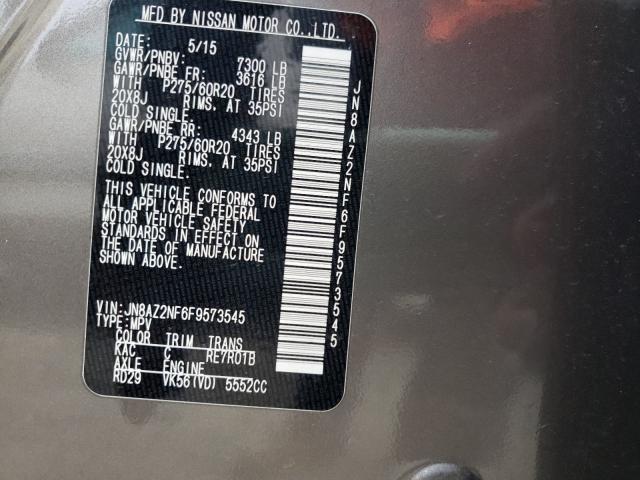 MFD BY NISSAN MOTOR CO.,LTD.
DATE: 5/15
GVWR/PNBV: 7300 LB
GAWR/PNBE FR: 3616 LB
WITH P275/60R20 TIRES
20X8J RIMS. AT 35PSI
COLD SINGLE.
GAWR/PNBE RR: 4343 LB
WITH P275/60R20 TIRES
20X8J RIMS. AT 35PSI
COLD SINGLE.
THIS VEHICLE CONFORMS TO
ALL APPLICABLE FEDERAL
MOTOR VEHICLE SAFETY
STANDARDS IN EFFECT ON
THE DATE OF MANUFACTURE
SHOWN ABOVE.
VIN: JN8AZ2NF6F9573545
TYPE: MPV
COLOR TRIM TRANS
KAC C RE7R01B
AXLE ENGINE
RD29 VK56(VD) 5552CC
JN8AZ2NF6F9573545